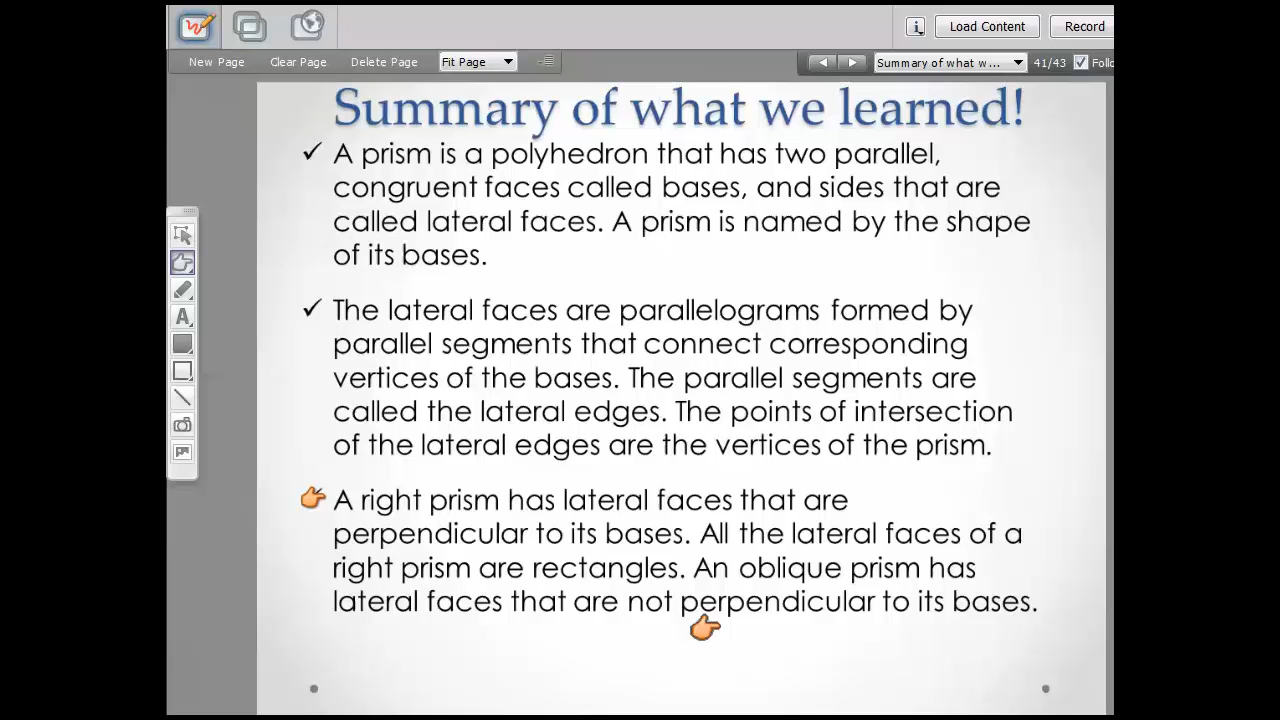 Load Content
Record
New Page
Clear Page
Delete Page
Fit Page
Summary of what w...
41/43
Follo
Summary of what we learned!
A prism is a polyhedron that has two parallel,
congruent faces called bases, and sides that are
called lateral faces. A prism is named by the shape
of its bases.
The lateral faces are parallelograms formed by
parallel segments that connect corresponding
vertices of the bases. The parallel segments are
called the lateral edges. The points of intersection
of the lateral edges are the vertices of the prism.
A right prism has lateral faces that are
perpendicular to its bases. All the lateral faces of a
right prism are rectangles. An oblique prism has
lateral faces that are not perpendicular to its bases.